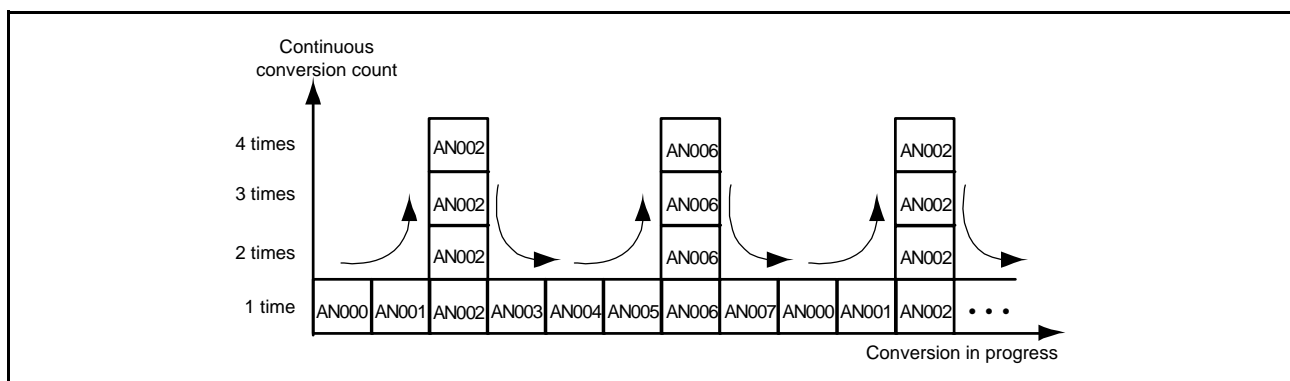 Continuous
conversion count
4 times
AN002
AN006
AN002
3 times
AN002
AN006
AN002
2 times
AN002
AN006
AN002
1 time
AN000
AN001
AN002
AN003
AN004
AN005
AN006
AN007
AN000
AN001
AN002
• • •
Conversion in progress